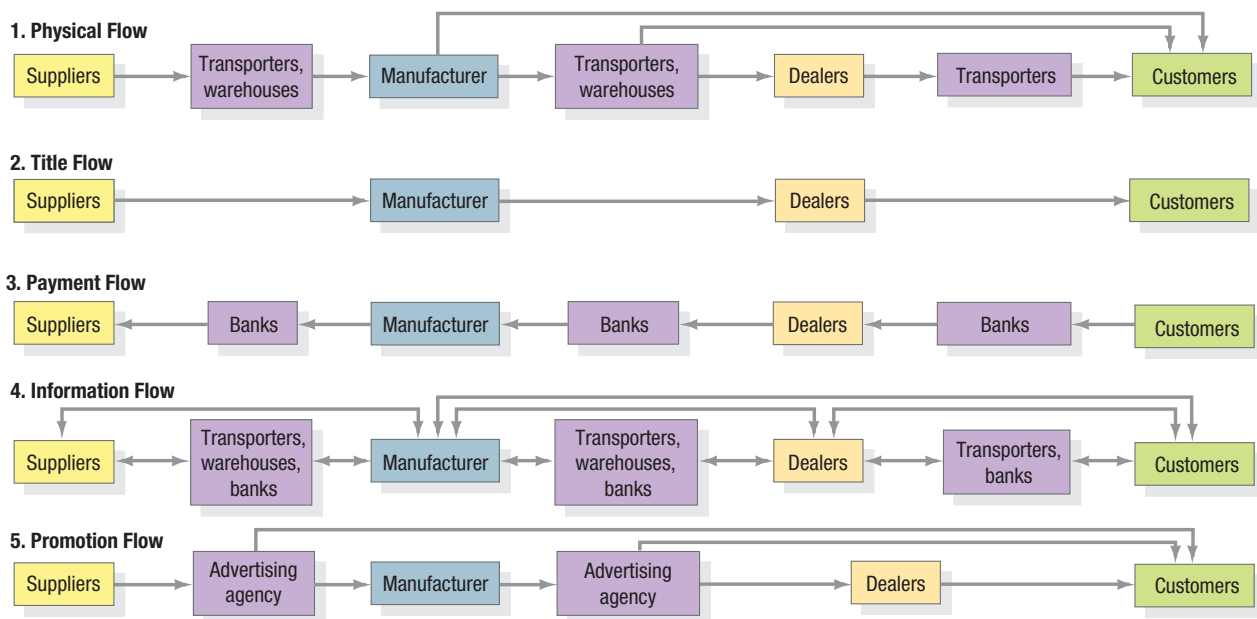 1. Physical Flow
Suppliers
Transporters,
warehouses
Manufacturer
Transporters,
warehouses
Dealers
Transporters
Customers
2. Title Flow
Suppliers
Manufacturer
Dealers
Customers
3. Payment Flow
Suppliers
Banks
Manufacturer
Banks
Dealers
Banks
Customers
4. Information Flow
Suppliers
Transporters,
warehouses,
banks
Manufacturer
Transporters,
warehouses,
banks
Dealers
Transporters,
banks
Customers
5. Promotion Flow
Suppliers
Advertising
agency
Manufacturer
Advertising
agency
Dealers
Customers